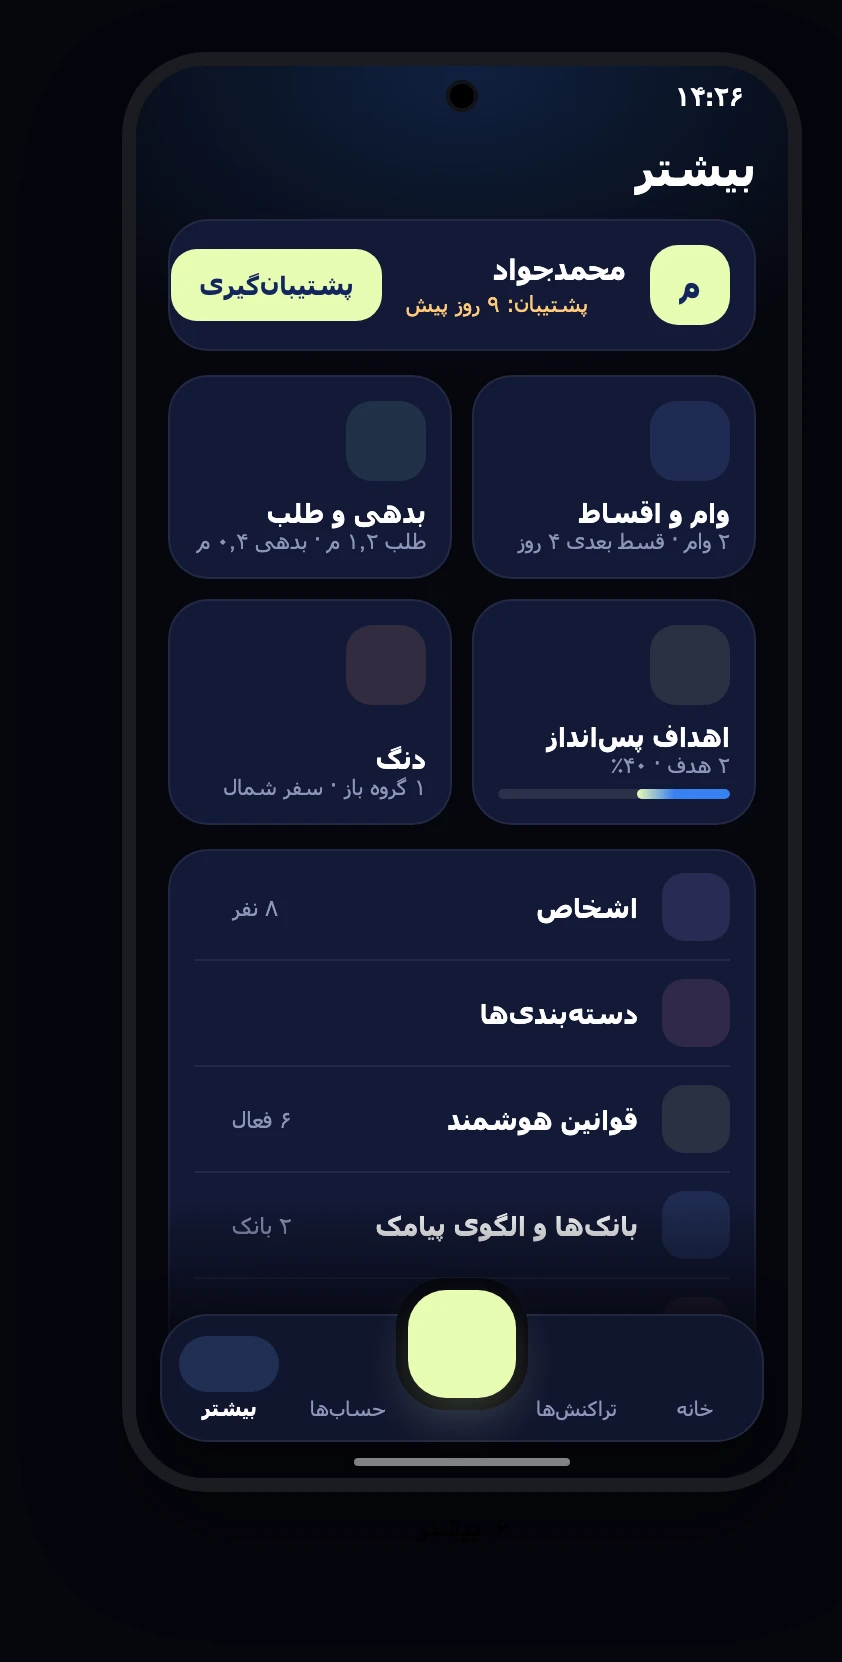 ۱۴:۲۶
بیشتر
م
محمدجواد
پشتیبان: ۹ روز پیش
پشتیبان‌گیری
وام و اقساط
۲ وام · قسط بعدی ۴ روز
بدهی و طلب
طلب ۱,۲ م · بدهی ۰,۴ م
اهداف پس‌انداز
۲ هدف · ۴۰٪
دنگ
۱ گروه باز · سفر شمال
اشخاص
۸ نفر
دسته‌بندی‌ها
قوانین هوشمند
۶ فعال
بانک‌ها و الگوی پیامک
۲ بانک
خانه
تراکنش‌ها
حساب‌ها
بیشتر
۶ بیشتر